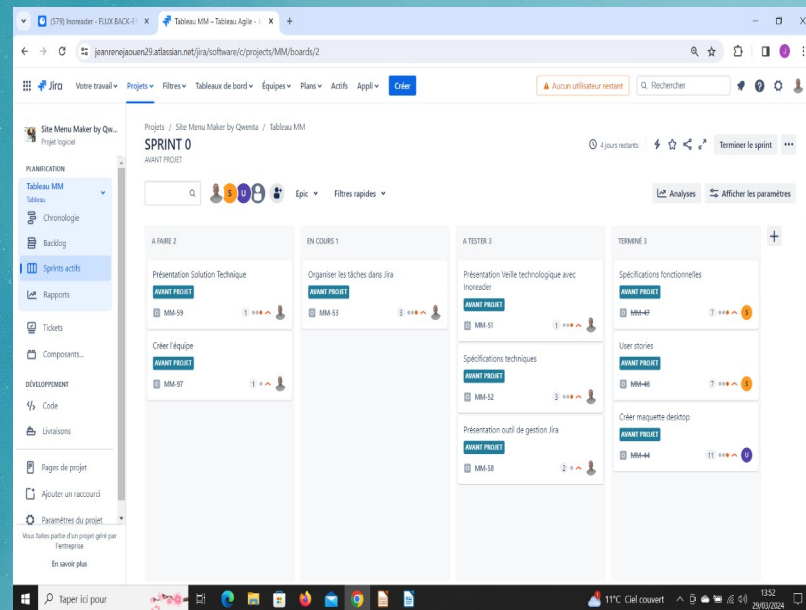 (579) Inoreader - FLUX BACK-E
Tableau MM – Tableau Agile - J
jeanrenejaouen29.atlassian.net/jira/software/c/projects/MM/boards/2
J
Jira
Votre travail
Projets
Filtres
Tableaux de bord
Équipes
Plans
Actifs
Appli
Créer
Aucun utilisateur restant
Rechercher
Site Menu Maker by Qw...
Projet logiciel
PLANIFICATION
Tableau MM
Tableau
Chronologie
Backlog
Sprints actifs
Rapports
Tickets
Composants...
DÉVELOPPEMENT
Code
Livraisons
Pages de projet
Ajouter un raccourci
Paramètres du projet
Vous faites partie d'un projet géré par
l'entreprise
En savoir plus
Projets / Site Menu Maker by Qwenta / Tableau MM
SPRINT 0
AVANT PROJET
4 jours restants
Terminer le sprint
S
U
Epic
Filtres rapides
Analyses
Afficher les paramètres
A FAIRE 2
Présentation Solution Technique
AVANT PROJET
MM-59
1
Créer l'équipe
AVANT PROJET
MM-97
1
EN COURS 1
Organiser les tâches dans Jira
AVANT PROJET
MM-53
3
A TESTER 3
Présentation Veille technologique avec
Inoreader
AVANT PROJET
MM-51
1
Spécifications techniques
AVANT PROJET
MM-52
3
Présentation outil de gestion Jira
AVANT PROJET
MM-58
2
TERMINÉ 3
Spécifications fonctionnelles
AVANT PROJET
MM-47
7
S
User stories
AVANT PROJET
MM-48
7
S
Créer maquette desktop
AVANT PROJET
MM-44
11
U
Taper ici pour
11°C Ciel couvert
13:52
29/03/2024